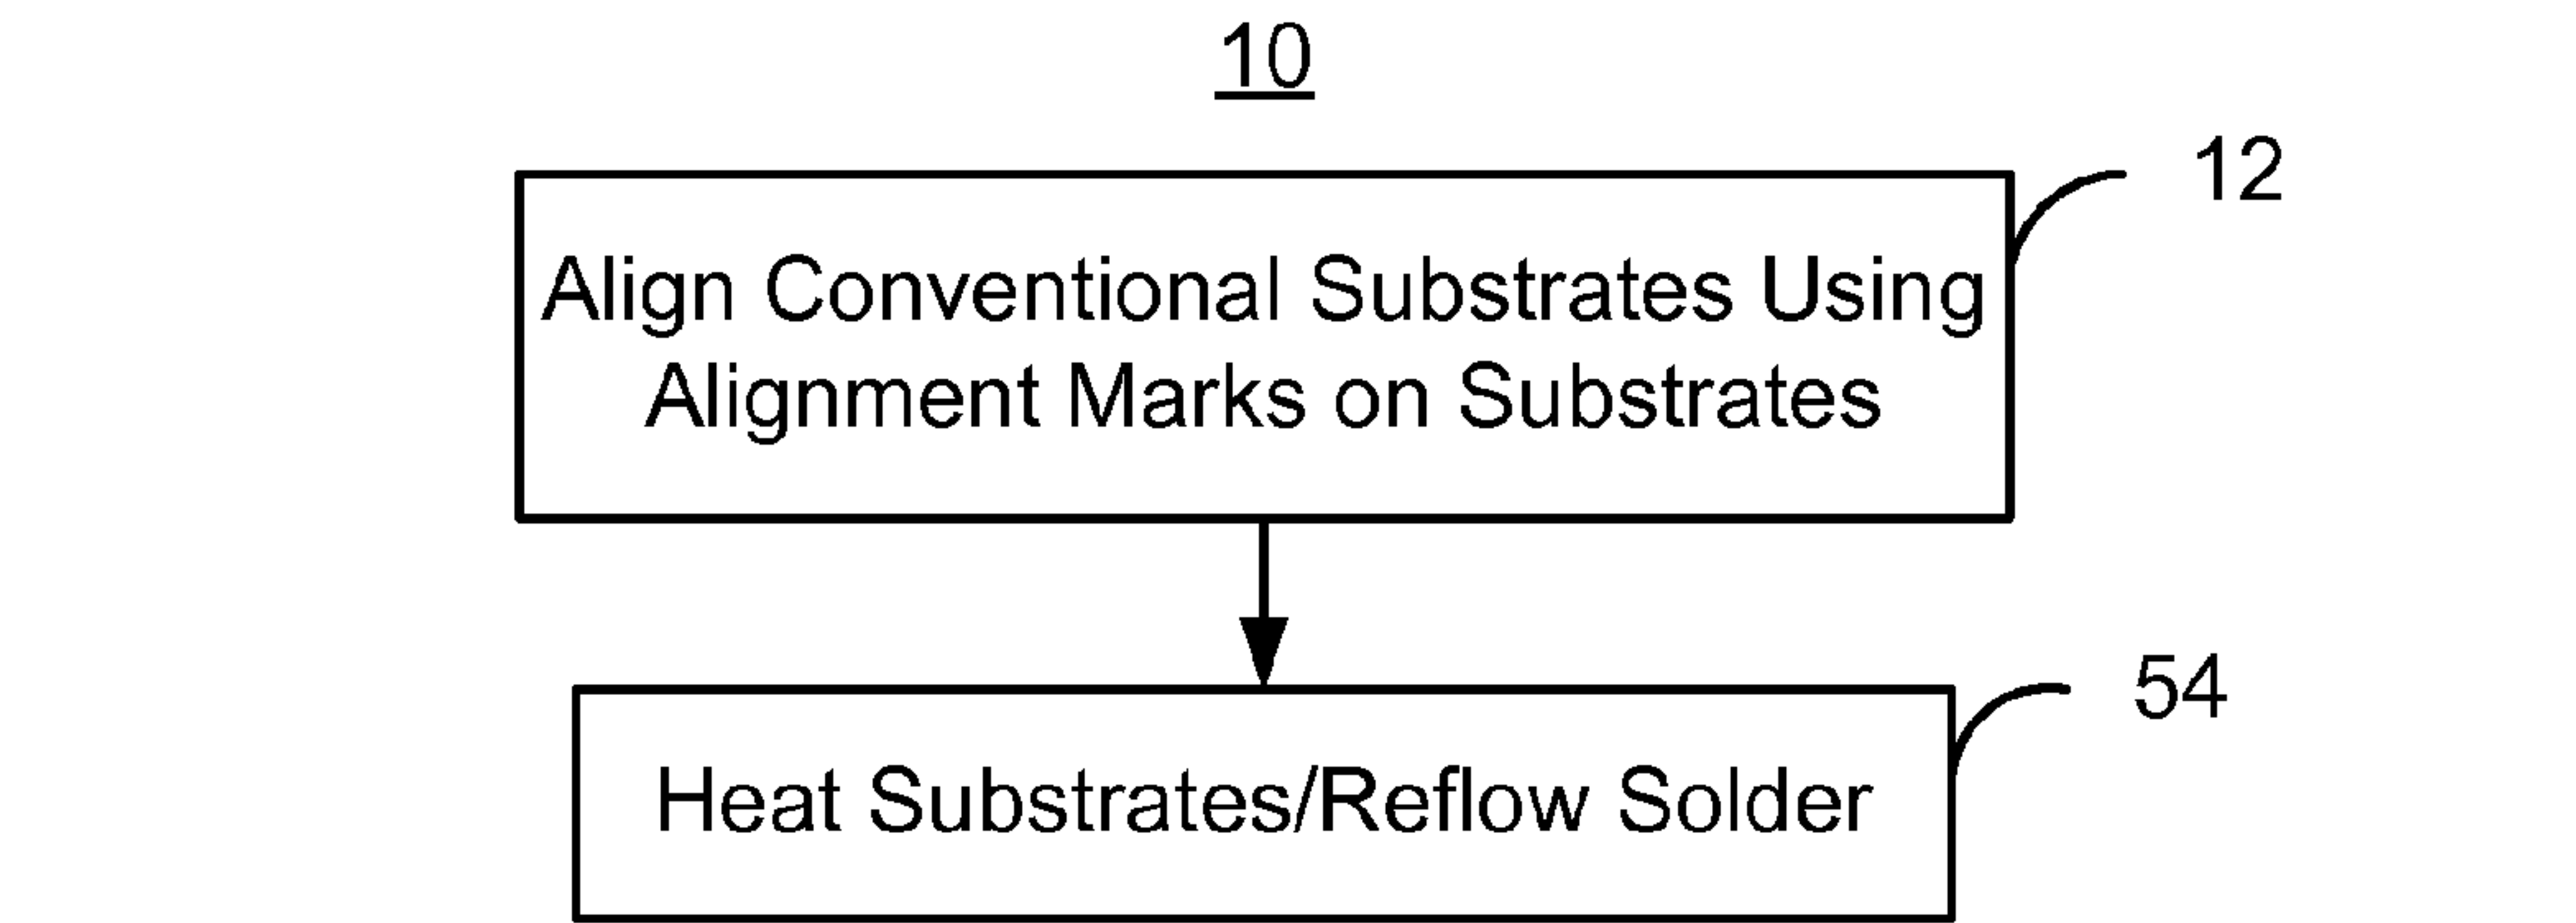 10
12
Align Conventional Substrates Using
Alignment Marks on Substrates
54
Heat Substrates/Reflow Solder